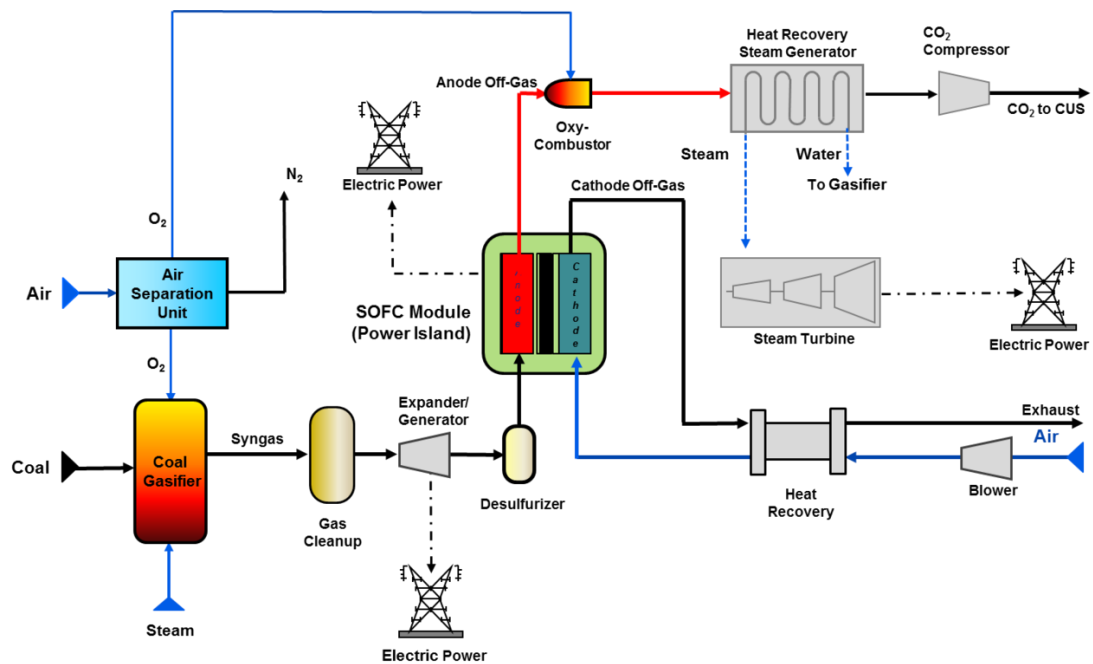 Heat Recovery
Steam Generator
CO2
Compressor
O2
Anode Off-Gas
Oxy-
Combustor
CO2 to CUS
Steam
Water
To Gasifier
Electric Power
N2
Cathode Off-Gas
O2
Air
Air
Separation
Unit
SOFC Module
(Power Island)
Cathode
Steam Turbine
Electric Power
O2
Expander/
Generator
Exhaust
Air
Coal
Coal
Gasifier
Syngas
Gas
Cleanup
Desulfurizer
Heat
Recovery
Blower
Steam
Electric Power